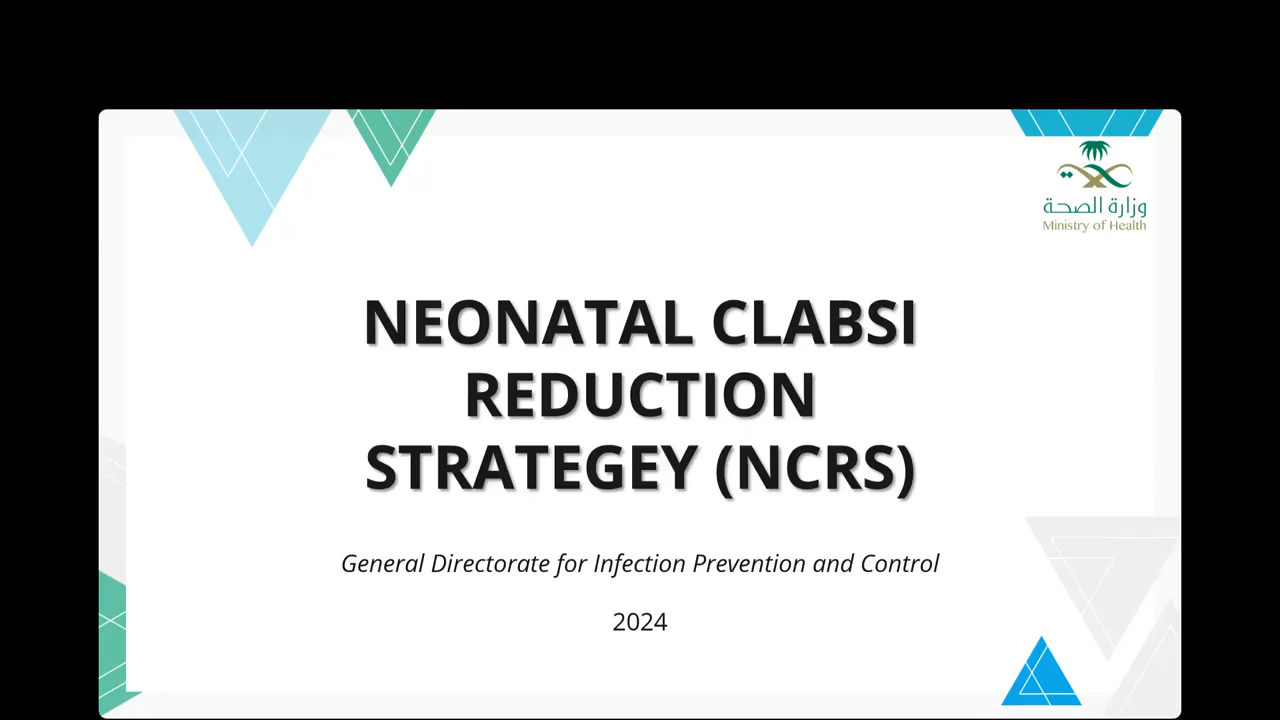 وزارة الصحة
Ministry of Health
NEONATAL CLABSI
REDUCTION
STRATEGEY (NCRS)
General Directorate for Infection Prevention and Control
2024